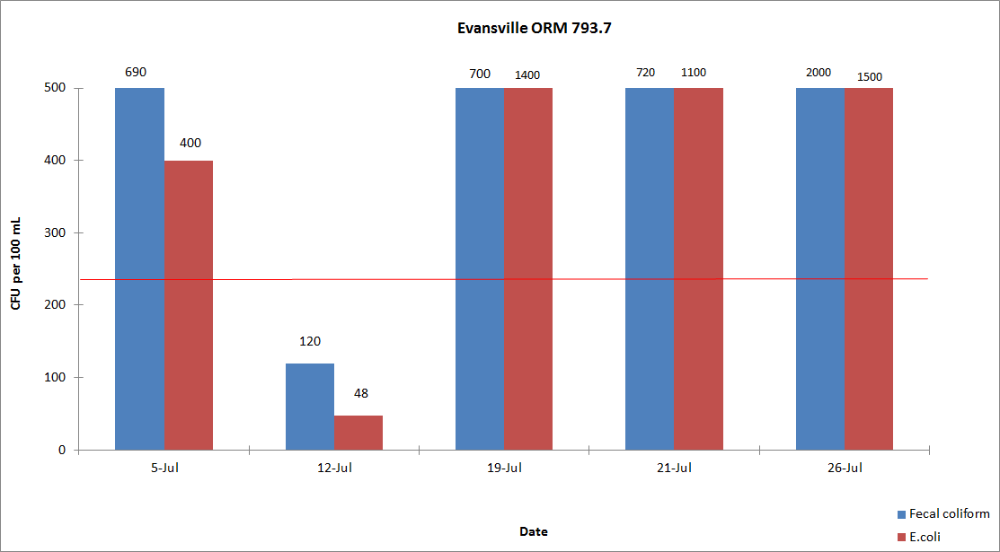 Evansville ORM 793.7
690
400
120
48
700
1400
720
1100
2000
1500
500
400
300
200
100
0
CFU per 100 mL
5-Jul
12-Jul
19-Jul
21-Jul
26-Jul
Date
Fecal coliform
E.coli